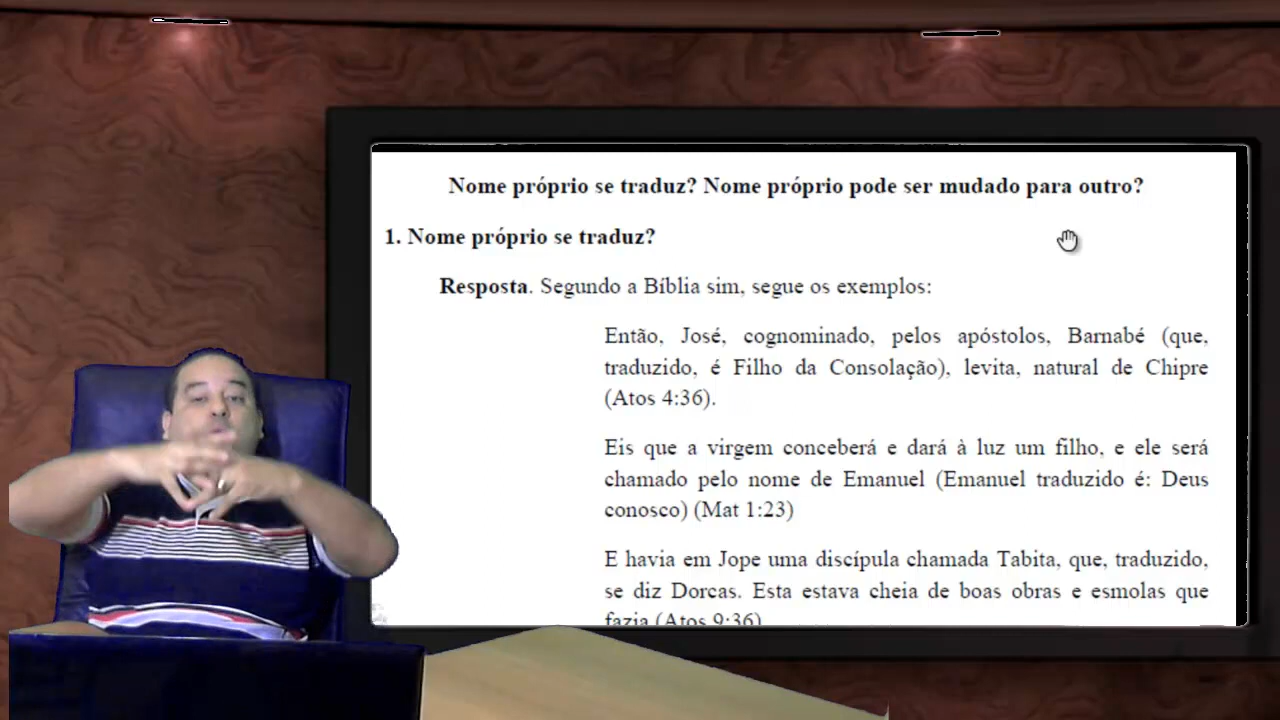 Nome próprio se traduz? Nome próprio pode ser mudado para outro?
1. Nome próprio se traduz?
Resposta. Segundo a Bíblia sim, segue os exemplos:
Então, José, cognominado, pelos apóstolos, Barnabé (que,
traduzido, é Filho da Consolação), levita, natural de Chipre
(Atos 4:36).
Eis que a virgem conceberá e dará à luz um filho, e ele será
chamado pelo nome de Emanuel (Emanuel traduzido é: Deus
conosco) (Mat 1:23)
E havia em Jope uma discípula chamada Tabita, que, traduzido,
se diz Dorcas. Esta estava cheia de boas obras e esmolas que
fazia (Atos 9:36)